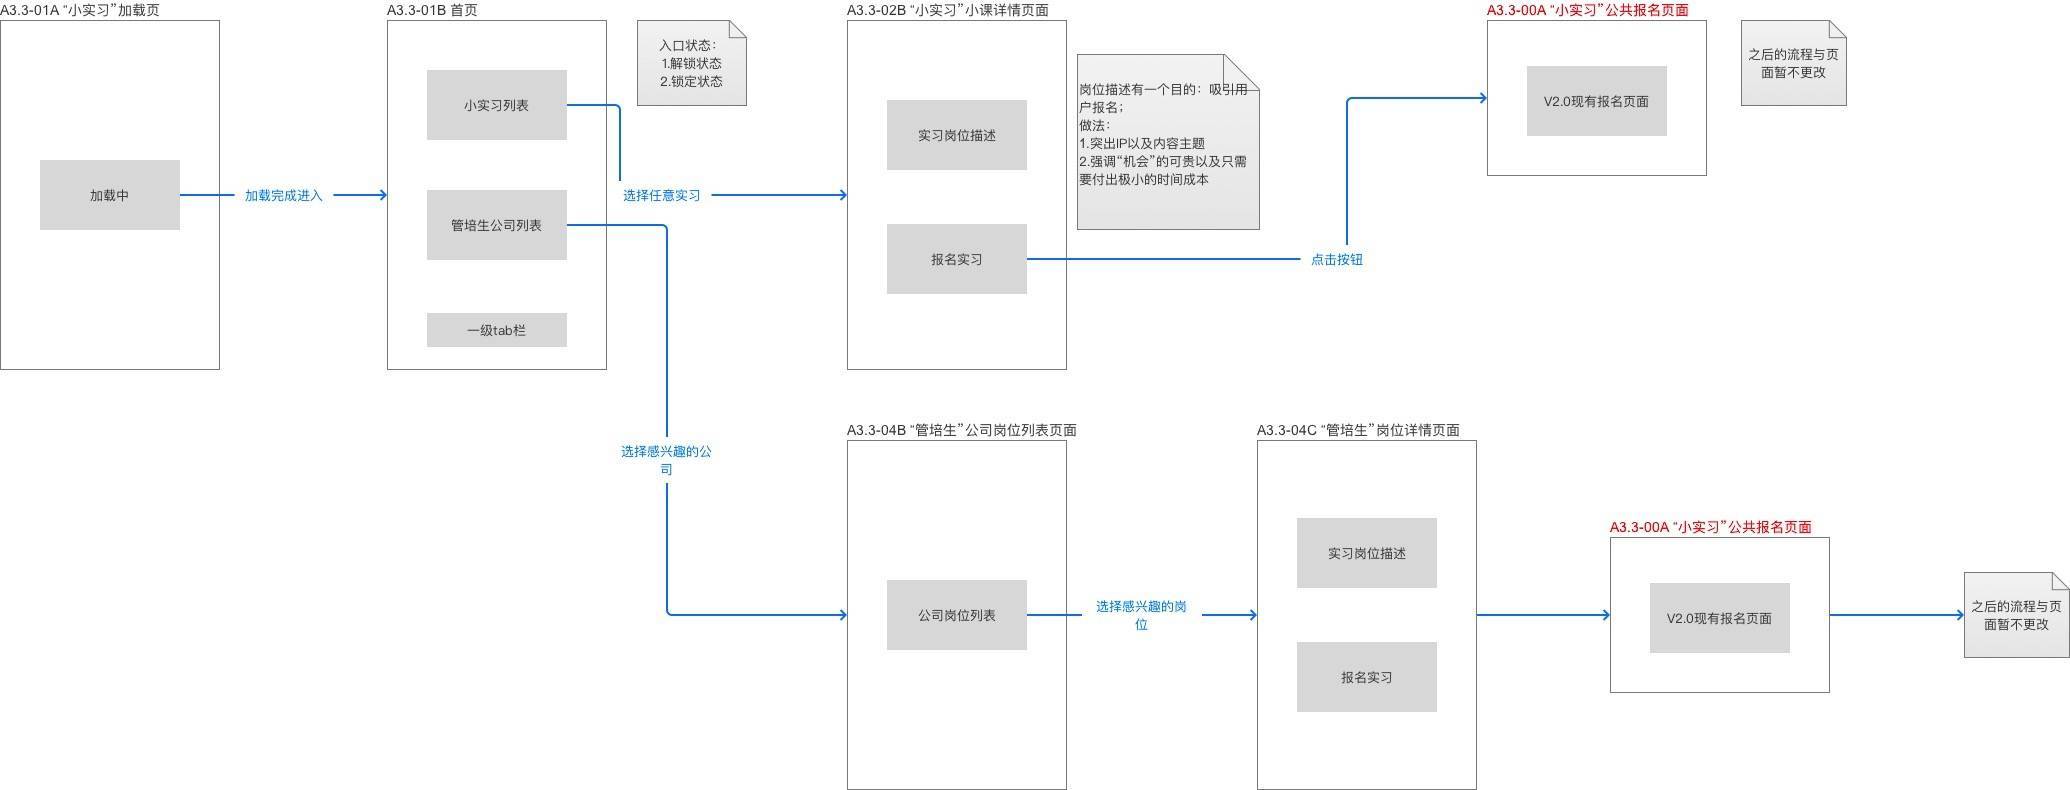 A3.3-01A “小实习”加载页
加载中
加载完成进入
A3.3-01B 首页
小实习列表
管培生公司列表
一级tab栏
入口状态：
1.解锁状态
2.锁定状态
选择任意实习
A3.3-02B “小实习”小课详情页面
实习岗位描述
报名实习
岗位描述有一个目的：吸引用
户报名；
做法：
1.突出IP以及内容主题
2.强调“机会”的可贵以及只需
要付出极小的时间成本
点击按钮
A3.3-00A “小实习”公共报名页面
V2.0现有报名页面
之后的流程与页
面暂不更改
选择感兴趣的公
司
A3.3-04B “管培生”公司岗位列表页面
公司岗位列表
选择感兴趣的岗
位
A3.3-04C “管培生”岗位详情页面
实习岗位描述
报名实习
A3.3-00A “小实习”公共报名页面
V2.0现有报名页面
之后的流程与页
面暂不更改